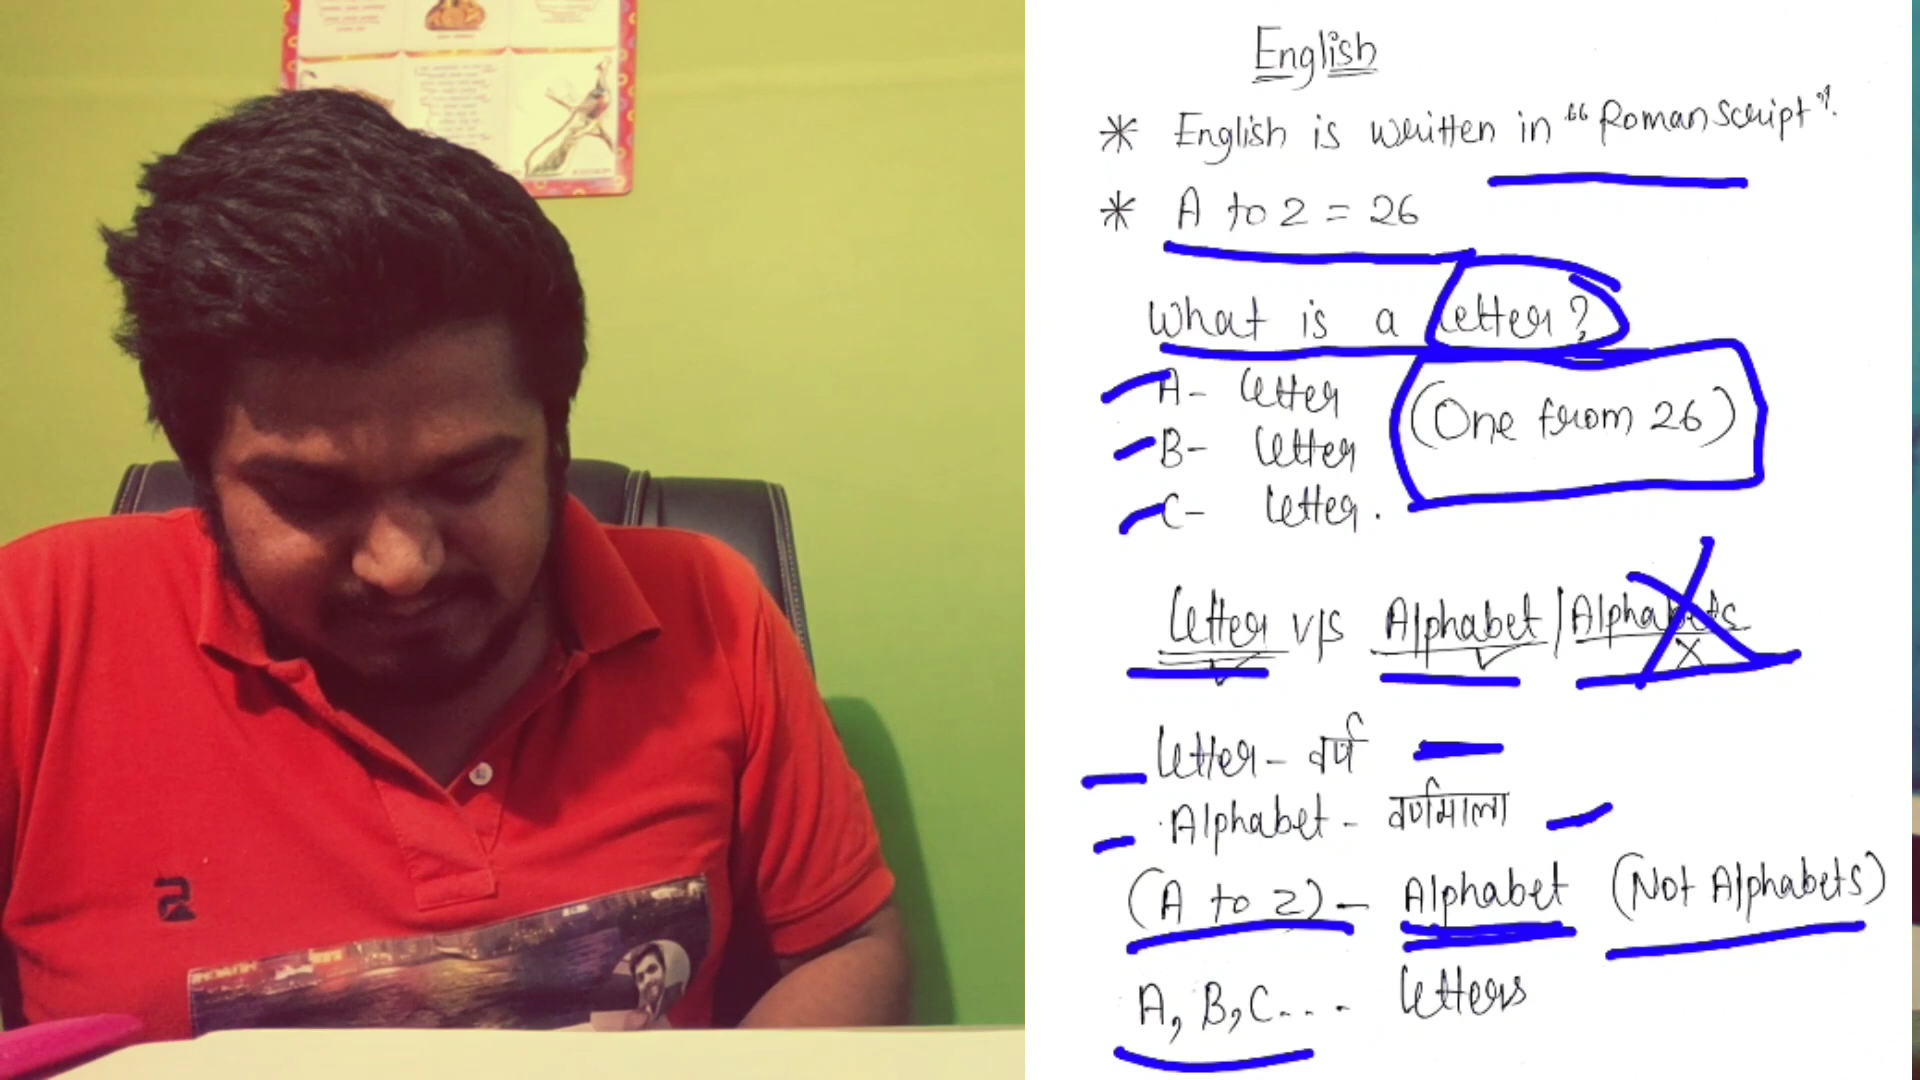 English
* English is written in "Roman Script".
* A to Z = 26
What is a letter?
A- letter
(One from 26)
B- letter
C- letter.
Letter v/s Alphabet / Alphabets
x
Letter - वर्ण
Alphabet - वर्णमाला
(A to Z) - Alphabet (Not Alphabets)
A, B, C... letters